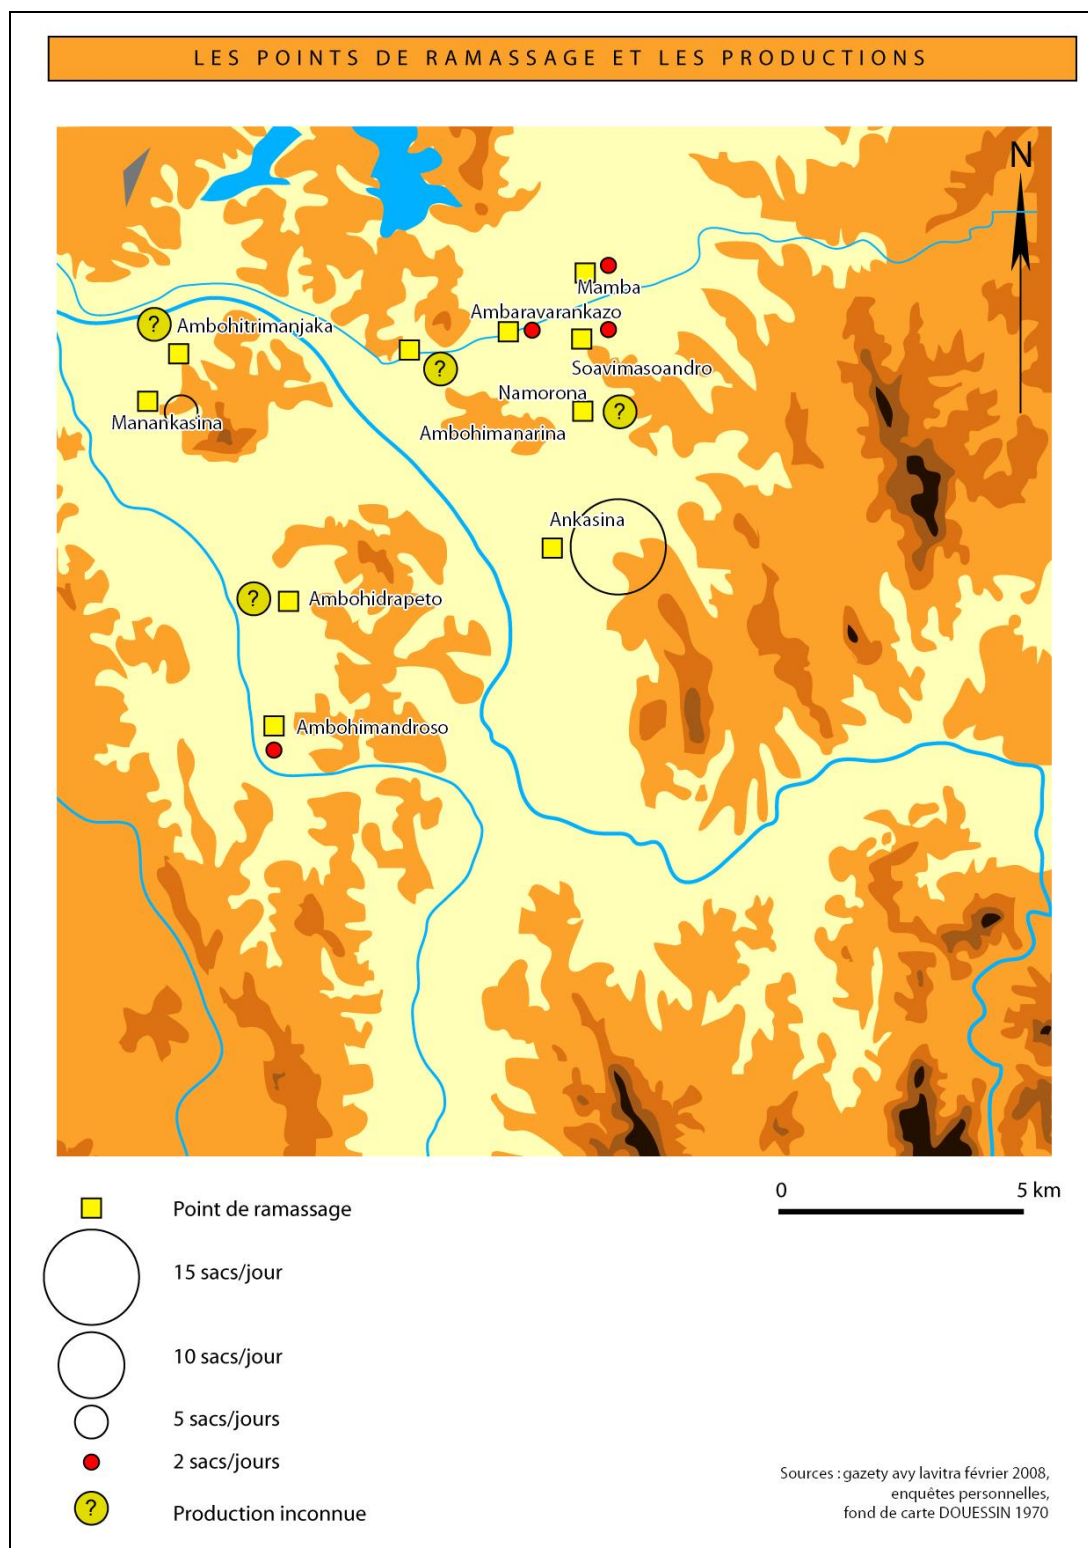 LES POINTS DE RAMASSAGE ET LES PRODUCTIONS
N
Mamba
?
Ambohitrimanjaka
Ambaravarankazo
Soavimasoandro
?
Namorona
Manankasina
?
Ambohimanarina
Ankasina
?
Ambohidrapeto
Ambohimandroso
0
5 km
Point de ramassage
15 sacs/jour
10 sacs/jour
5 sacs/jours
2 sacs/jours
?
Production inconnue
Sources : gazety avy lavitra février 2008,
enquêtes personnelles,
fond de carte DOUESSIN 1970